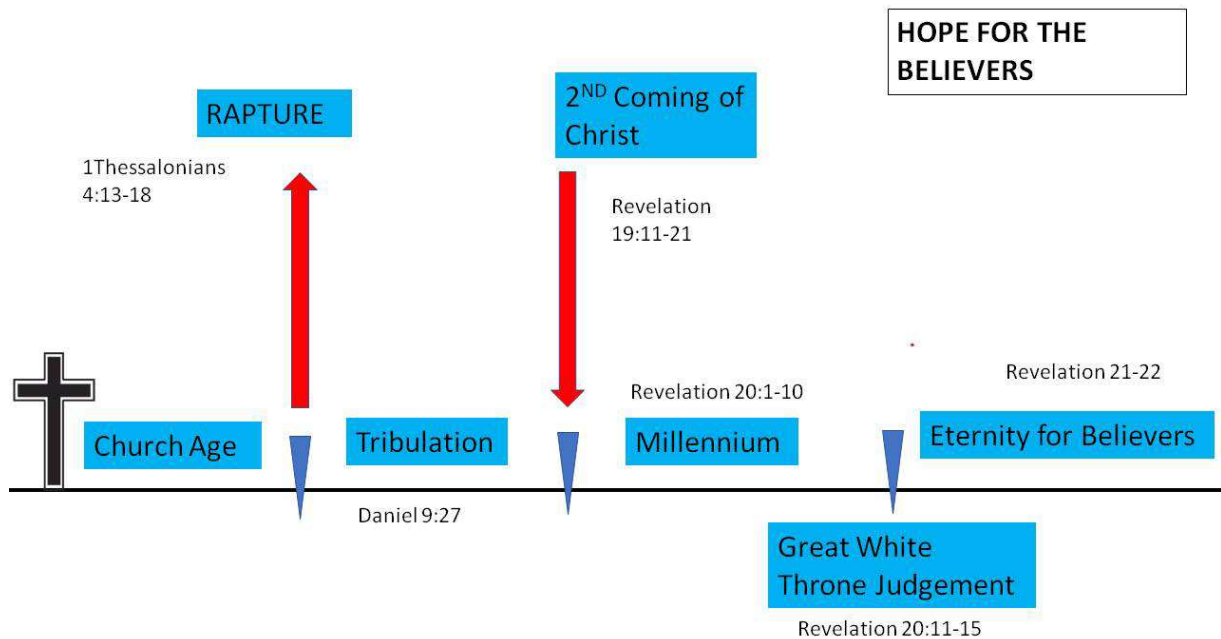 HOPE FOR THE
BELIEVERS
RAPTURE
2ND Coming of
Christ
1Thessalonians
4:13-18
Revelation
19:11-21
Revelation 20:1-10
Revelation 21-22
Church Age
Tribulation
Millennium
Eternity for Believers
Daniel 9:27
Great White
Throne Judgement
Revelation 20:11-15